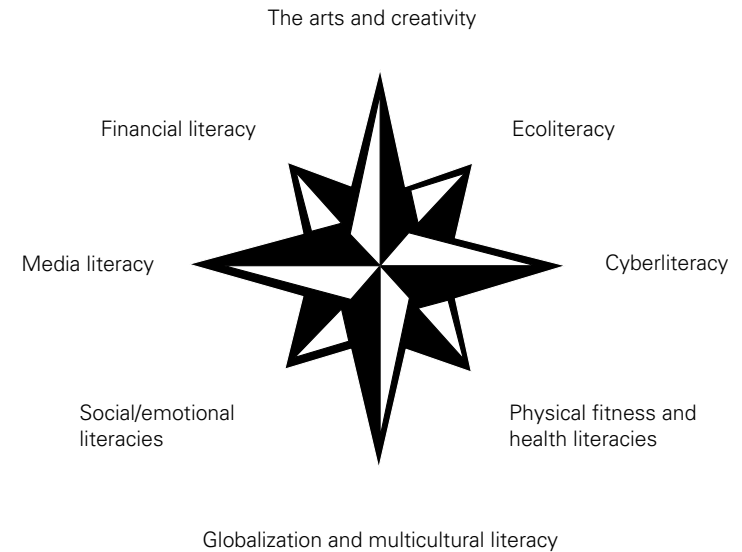 The arts and creativity
Financial literacy
Ecoliteracy
Media literacy
Cyberliteracy
Social/emotional
literacies
Physical fitness and
health literacies
Globalization and multicultural literacy